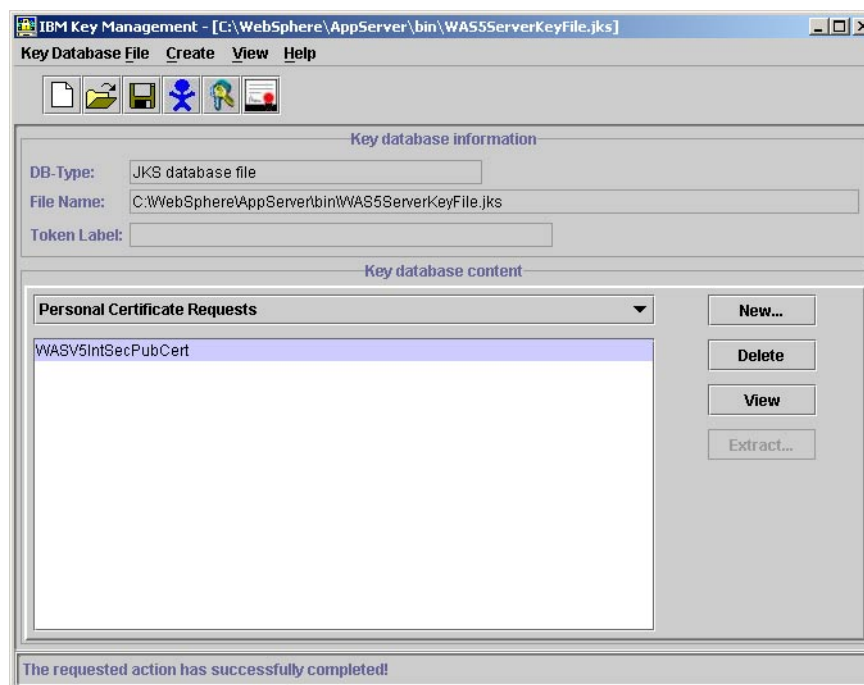 IBM Key Management - [C:\WebSphere\AppServer\bin\WAS5ServerKeyFile.jks]
Key Database File Create View Help
Key database information
DB-Type: JKS database file
File Name: C:\WebSphere\AppServer\bin\WAS5ServerKeyFile.jks
Token Label:
Key database content
Personal Certificate Requests
New...
WASV5IntSecPubCert
Delete
View
Extract...
The requested action has successfully completed!